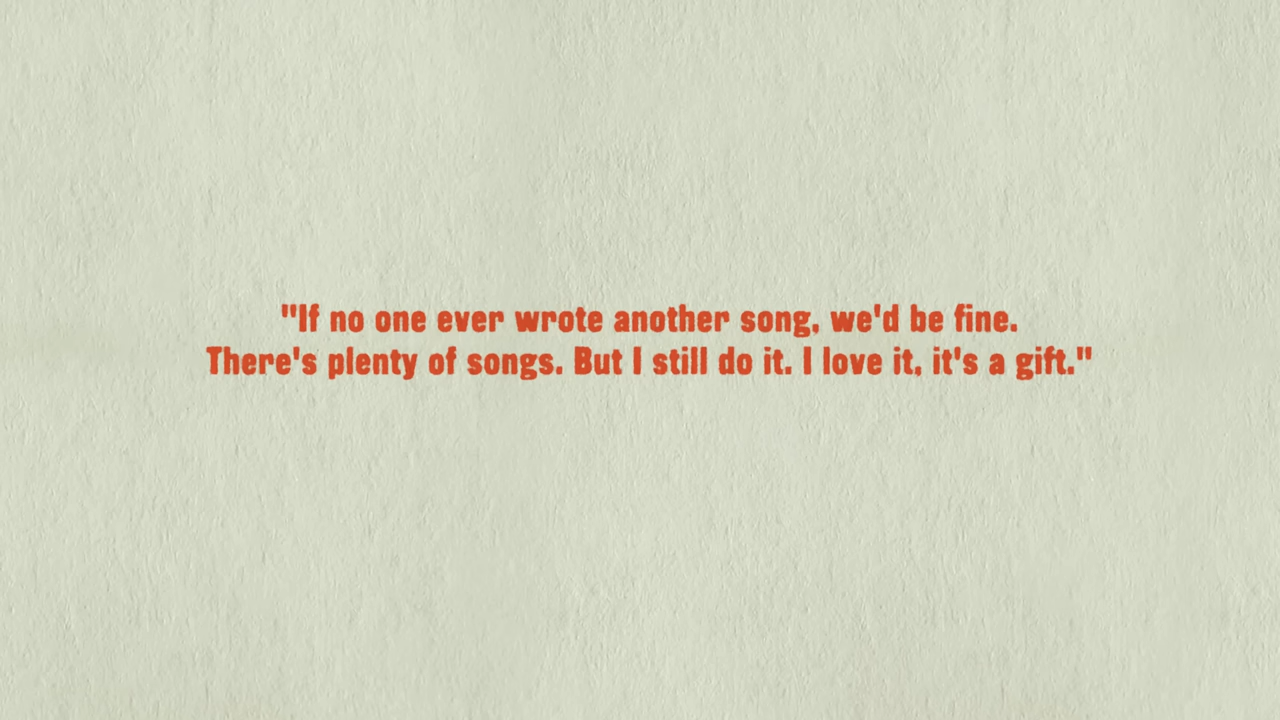 "If no one ever wrote another song, we'd be fine.
There's plenty of songs. But I still do it. I love it, it's a gift."